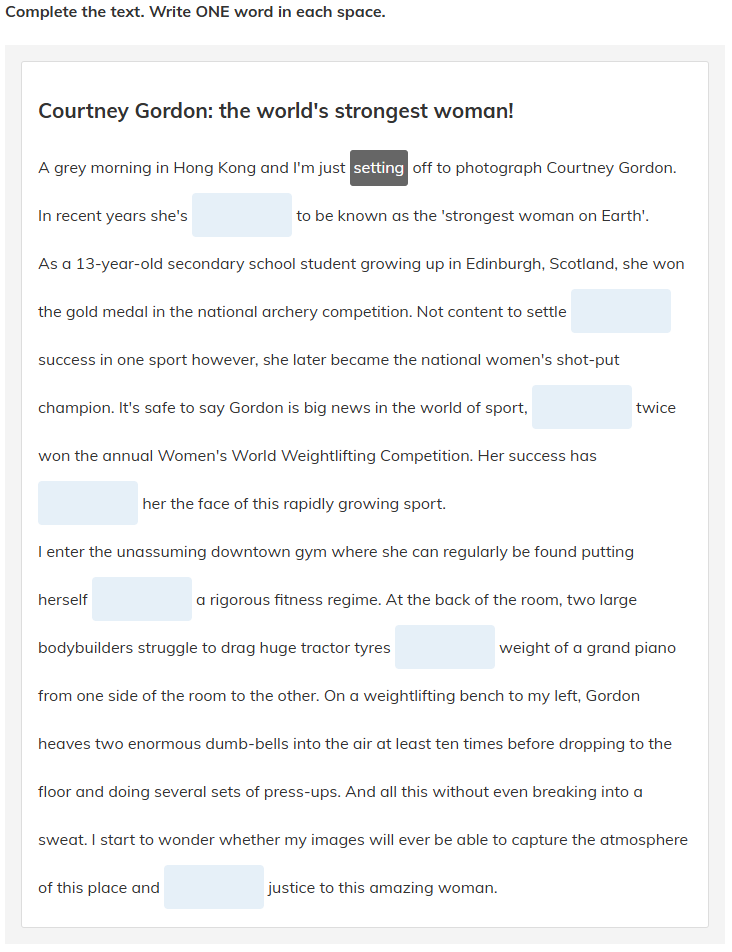 Complete the text. Write ONE word in each space.
Courtney Gordon: the world's strongest woman!
A grey morning in Hong Kong and I'm just setting off to photograph Courtney Gordon.
In recent years she's to be known as the 'strongest woman on Earth'.
As a 13-year-old secondary school student growing up in Edinburgh, Scotland, she won
the gold medal in the national archery competition. Not content to settle
success in one sport however, she later became the national women's shot-put
champion. It's safe to say Gordon is big news in the world of sport, twice
won the annual Women's World Weightlifting Competition. Her success has
her the face of this rapidly growing sport.
I enter the unassuming downtown gym where she can regularly be found putting
herself a rigorous fitness regime. At the back of the room, two large
bodybuilders struggle to drag huge tractor tyres weight of a grand piano
from one side of the room to the other. On a weightlifting bench to my left, Gordon
heaves two enormous dumb-bells into the air at least ten times before dropping to the
floor and doing several sets of press-ups. And all this without even breaking into a
sweat. I start to wonder whether my images will ever be able to capture the atmosphere
of this place and justice to this amazing woman.